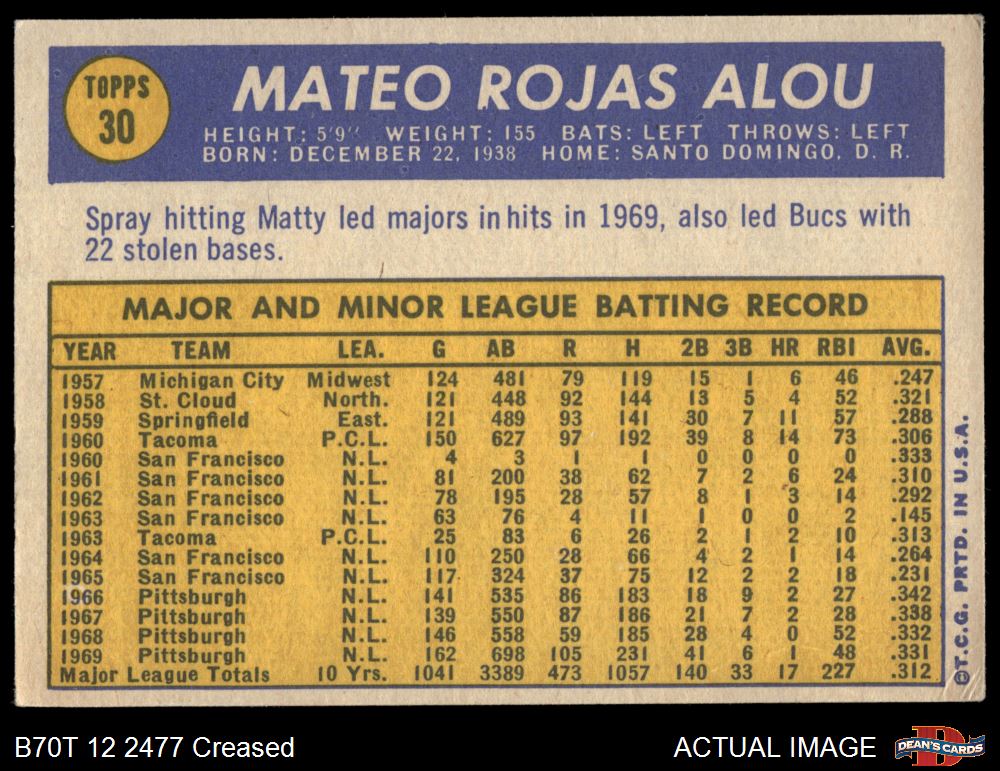 TOPPS
30
MATEO ROJAS ALOU
HEIGHT: 5'9" WEIGHT: 155 BATS: LEFT THROWS: LEFT
BORN: DECEMBER 22, 1938 HOME: SANTO DOMINGO, D. R.
Spray hitting Matty led majors in hits in 1969, also led Bucs with
22 stolen bases.
MAJOR AND MINOR LEAGUE BATTING RECORD
YEAR TEAM LEA. G AB R H 2B 3B HR RBI AVG.
1957 Michigan City Midwest 124 481 79 119 15 1 6 46 .247
1958 St. Cloud North. 121 448 92 144 13 5 4 52 .321
1959 Springfield East. 121 489 93 141 30 7 11 57 .288
1960 Tacoma P.C.L. 150 627 97 192 39 8 14 73 .306
1960 San Francisco N.L. 4 3 1 1 0 0 0 0 .333
1961 San Francisco N.L. 81 200 38 62 7 2 6 24 .310
1962 San Francisco N.L. 78 195 28 57 8 1 3 14 .292
1963 San Francisco N.L. 63 76 4 11 1 0 0 2 .145
1963 Tacoma P.C.L. 25 83 6 26 2 1 2 10 .313
1964 San Francisco N.L. 110 250 28 66 4 2 1 14 .264
1965 San Francisco N.L. 117 324 37 75 12 2 2 18 .231
1966 Pittsburgh N.L. 141 535 86 183 18 9 2 27 .342
1967 Pittsburgh N.L. 139 550 87 186 21 7 2 28 .338
1968 Pittsburgh N.L. 146 558 59 185 28 4 0 52 .332
1969 Pittsburgh N.L. 162 698 105 231 41 6 1 48 .331
Major League Totals 10 Yrs. 1041 3389 473 1057 140 33 17 227 .312
©T.C.G. PRTD. IN U.S.A.
B70T 12 2477 Creased
ACTUAL IMAGE
D
DEAN'S CARDS